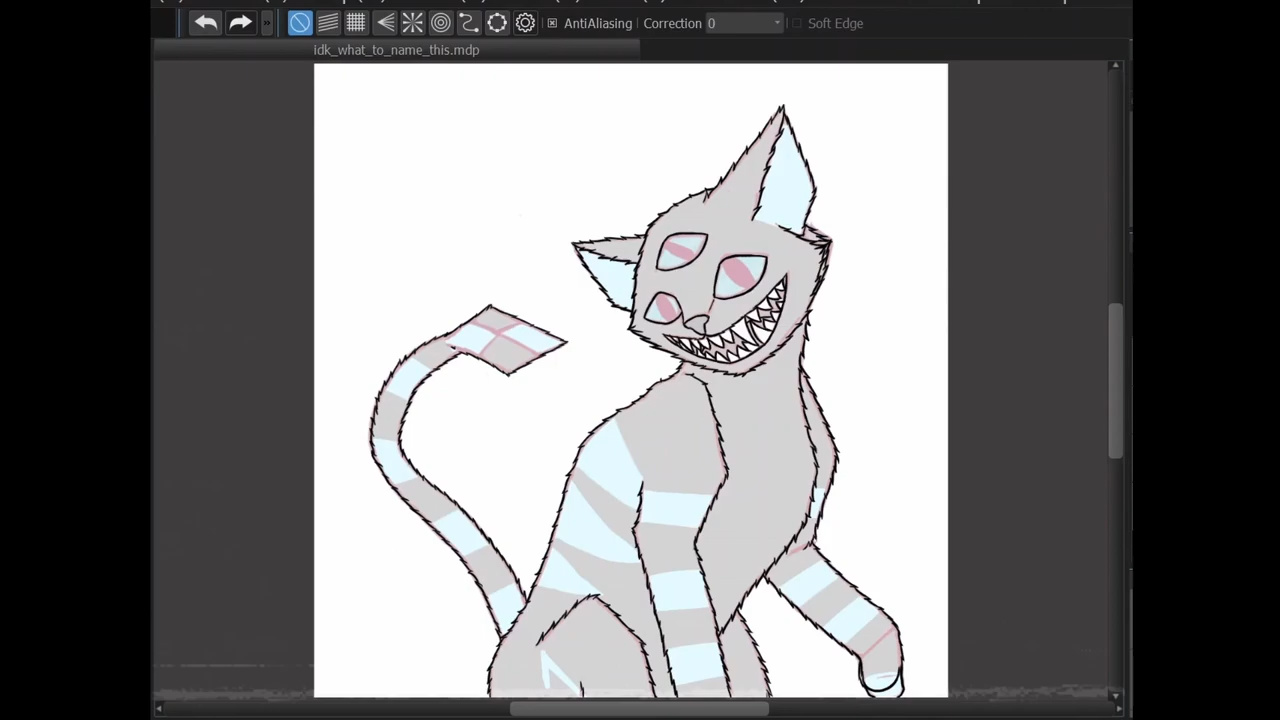 AntiAliasing Correction 0 Soft Edge
idk_what_to_name_this.mdp